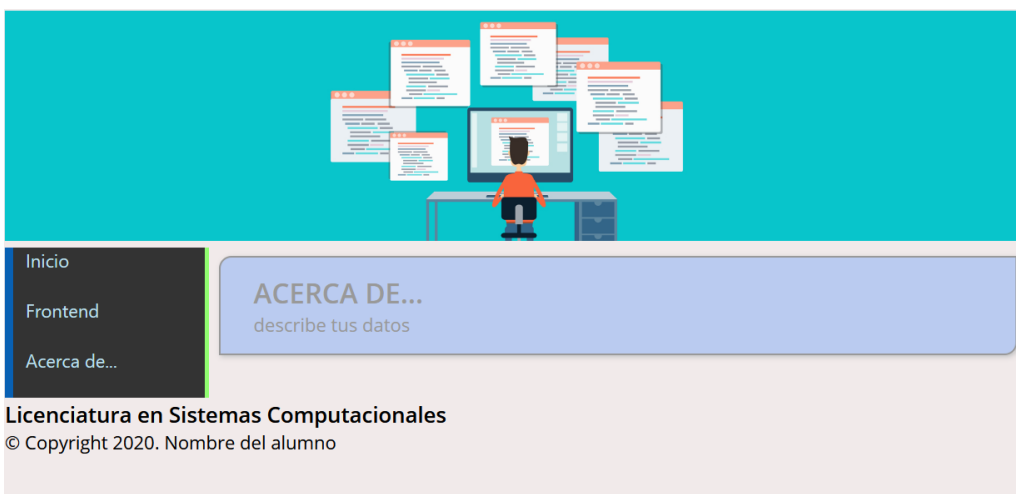 Inicio
Frontend
Acerca de...
ACERCA DE...
describe tus datos
Licenciatura en Sistemas Computacionales
© Copyright 2020. Nombre del alumno